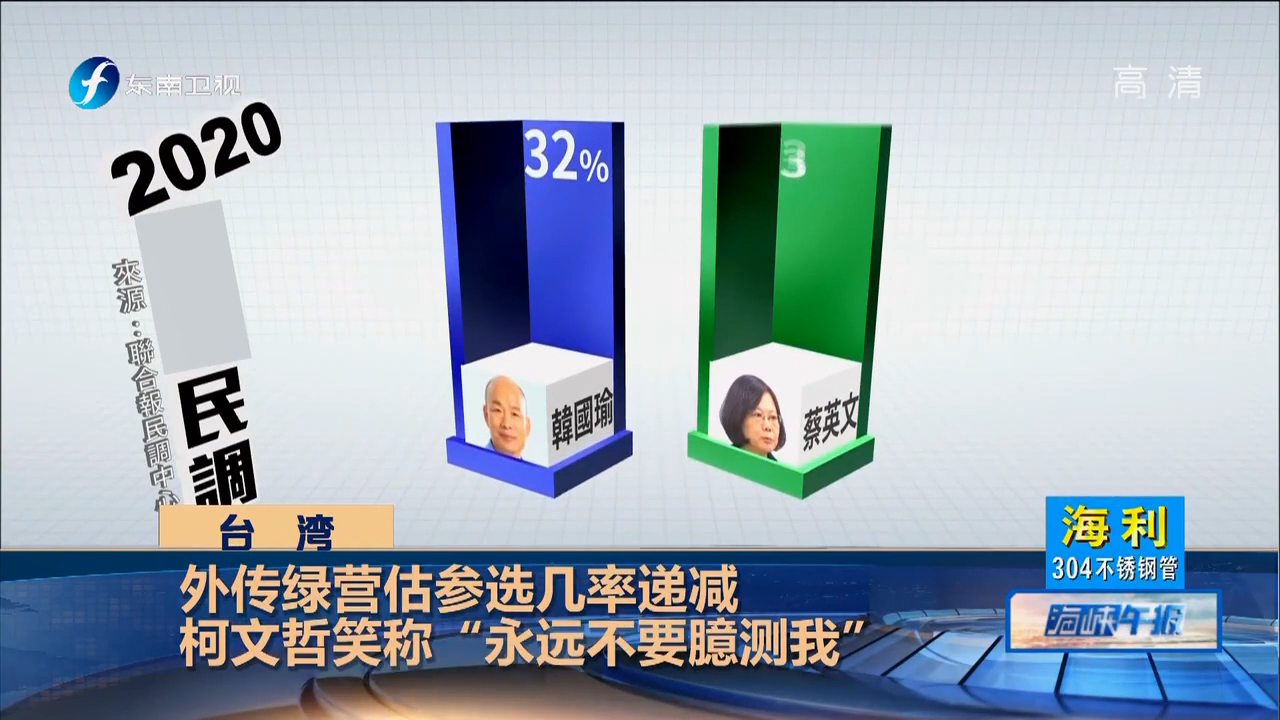 东南卫视
高 清
2020
民調
來源：聯合報民調中心
32%
3
韓國瑜
蔡英文
台 湾
外传绿营估参选几率递减
柯文哲笑称“永远不要臆测我”
海利
304不锈钢管
海峡午报